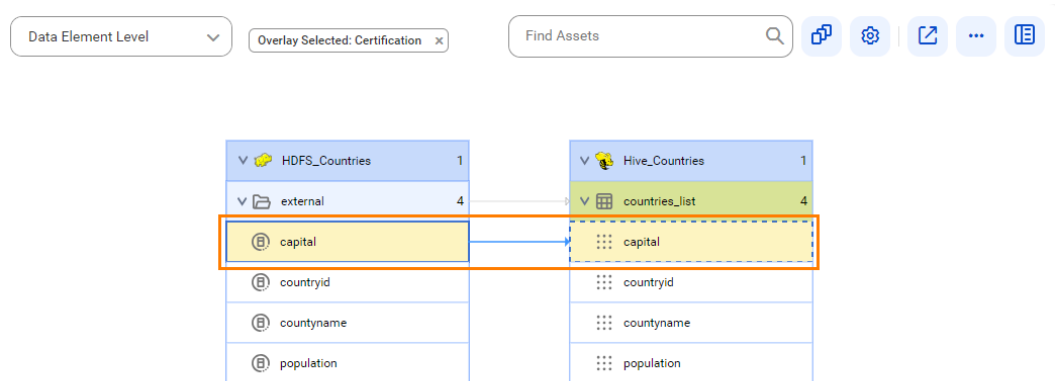 Data Element Level
Overlay Selected: Certification ×
Find Assets
HDFS_Countries 1
Hive_Countries 1
external 4
countries_list 4
capital
capital
countryid
countryid
countyname
countyname
population
population